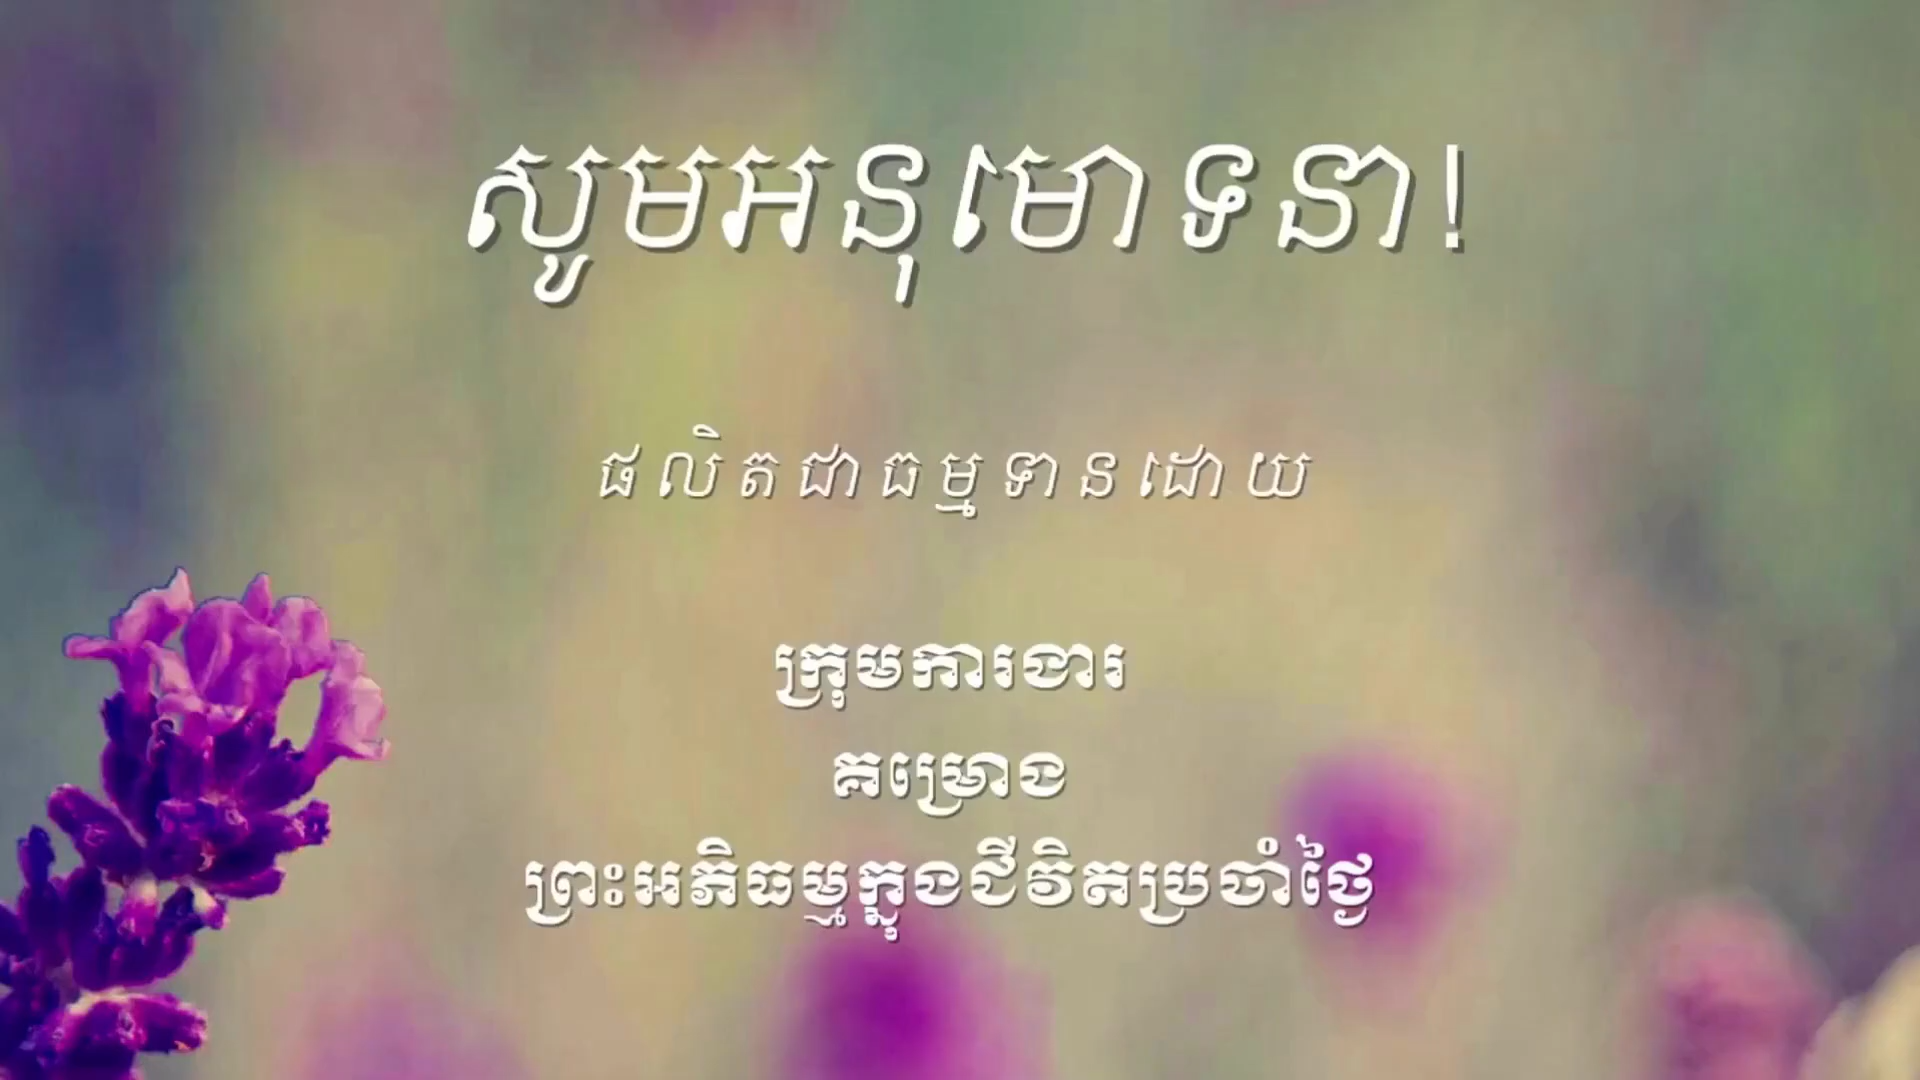 សូមអនុមោទនា!
ផលិតជាធម្មទានដោយ
ក្រុមការងារ
គម្រោង
ព្រះអភិធម្មក្នុងជីវិតប្រចាំថ្ងៃ